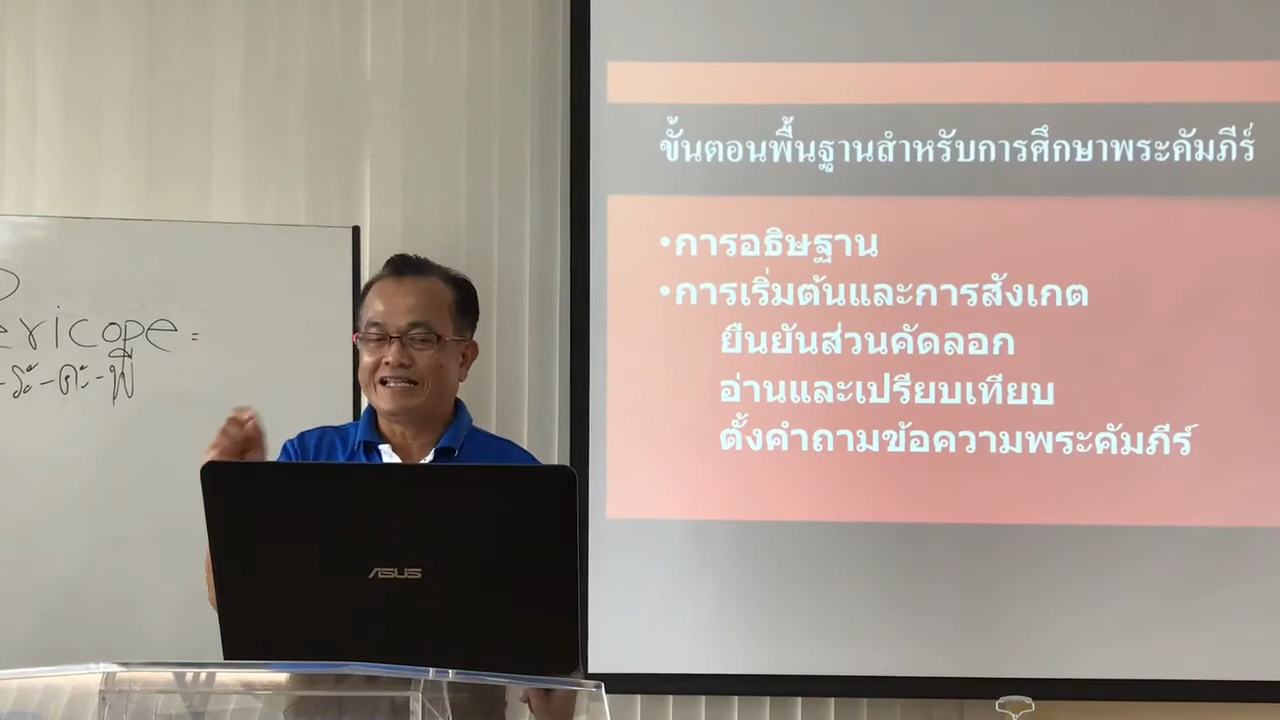 ericope =
ขั้นตอนพื้นฐานสำหรับการศึกษาพระคัมภีร์
•การอธิษฐาน
•การเริ่มต้นและการสังเกต
ยืนยันส่วนคัดลอก
อ่านและเปรียบเทียบ
ตั้งคำถามข้อความพระคัมภีร์
ASUS